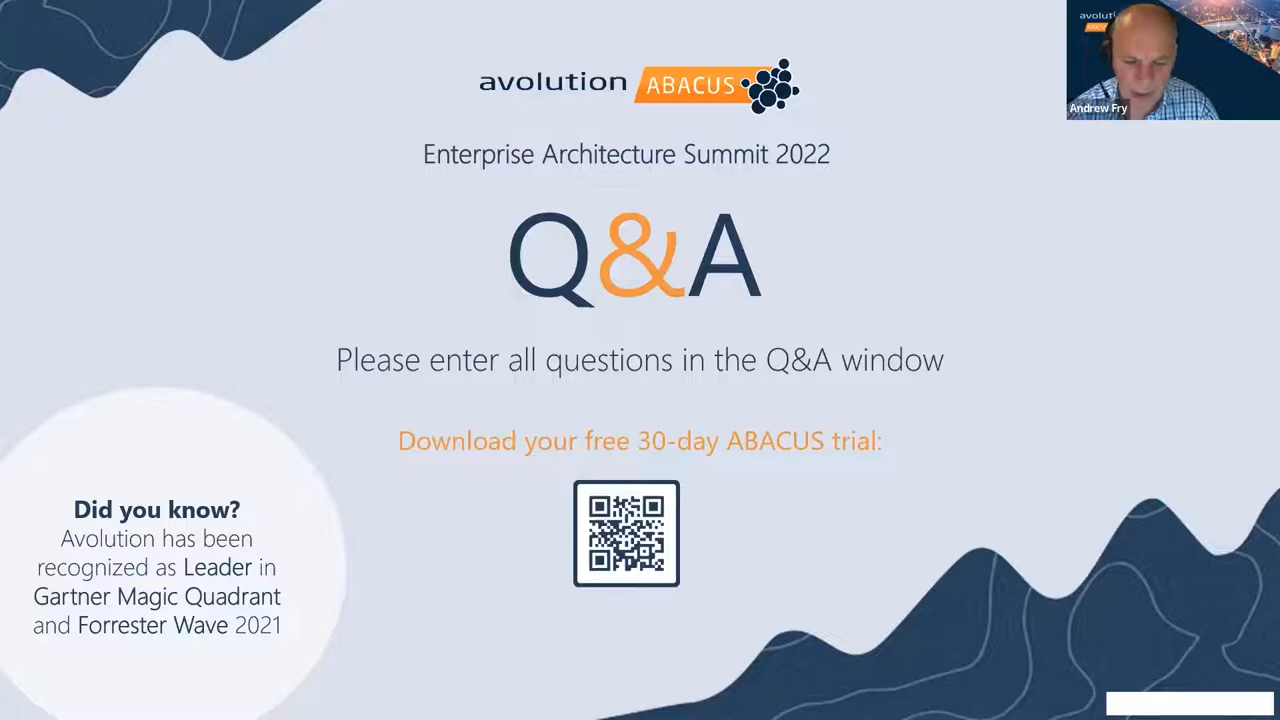 avolution ABACUS
Enterprise Architecture Summit 2022
Q&A
Please enter all questions in the Q&A window
Download your free 30-day ABACUS trial:
Did you know?
Avolution has been
recognized as Leader in
Gartner Magic Quadrant
and Forrester Wave 2021
avoluti
Andrew Fry